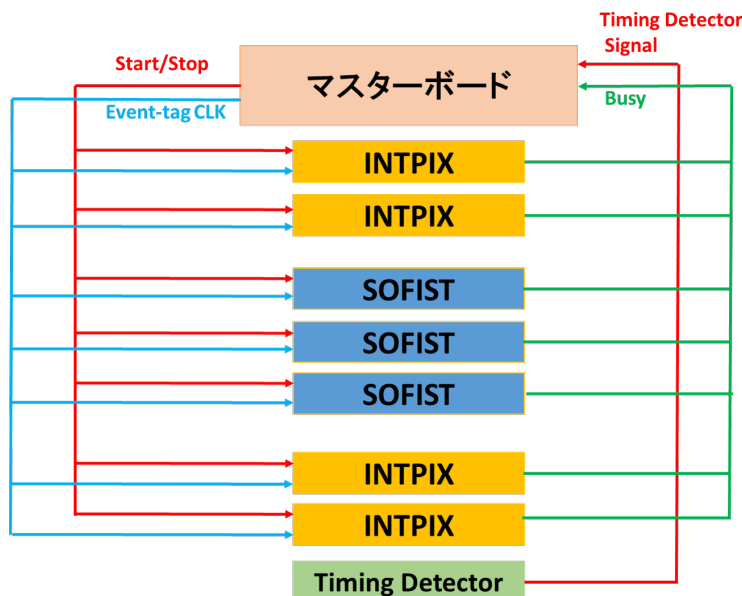 Timing Detector
Signal
Start/Stop
マスターボード
Event-tag CLK
Busy
INTPIX
INTPIX
SOFIST
SOFIST
SOFIST
INTPIX
INTPIX
Timing Detector